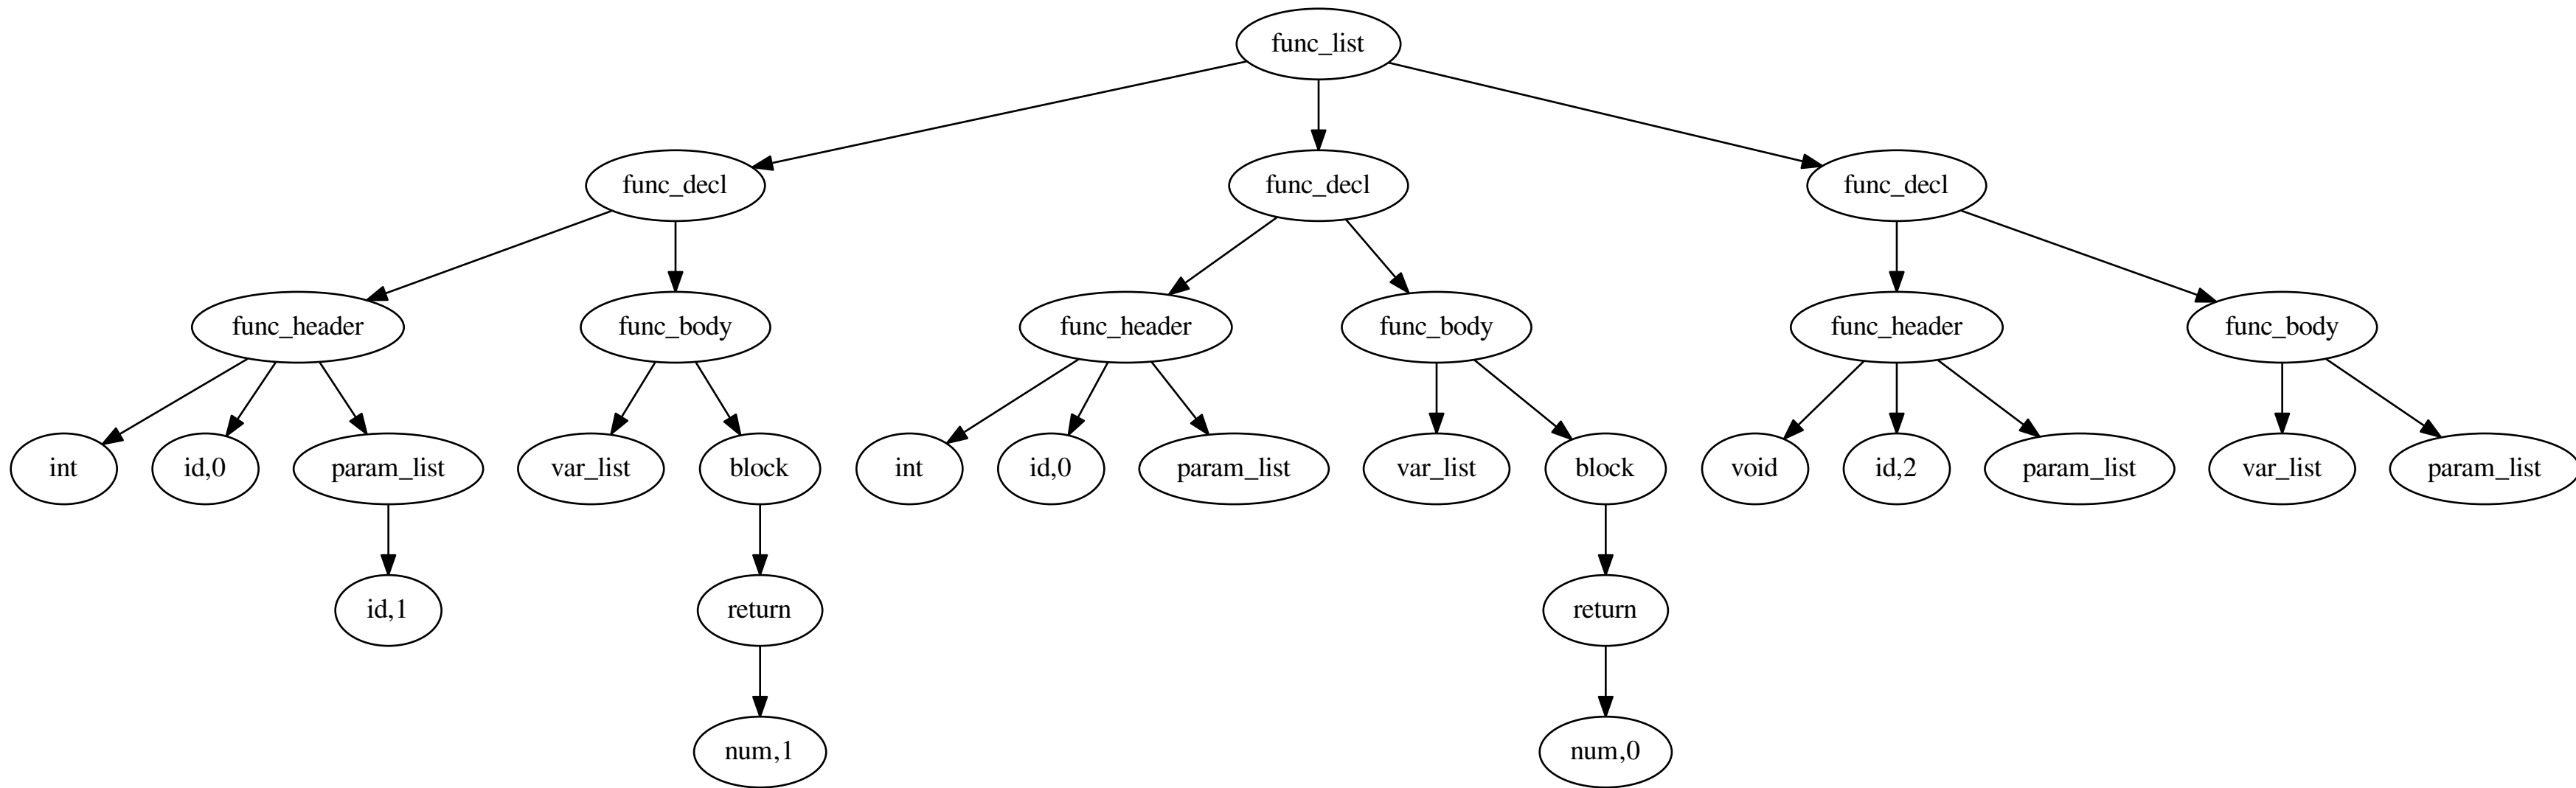 func_list
func_decl
func_decl
func_decl
func_header
func_body
func_header
func_body
func_header
func_body
int
id,0
param_list
var_list
block
int
id,0
param_list
var_list
block
void
id,2
param_list
var_list
param_list
id,1
return
return
num,1
num,0